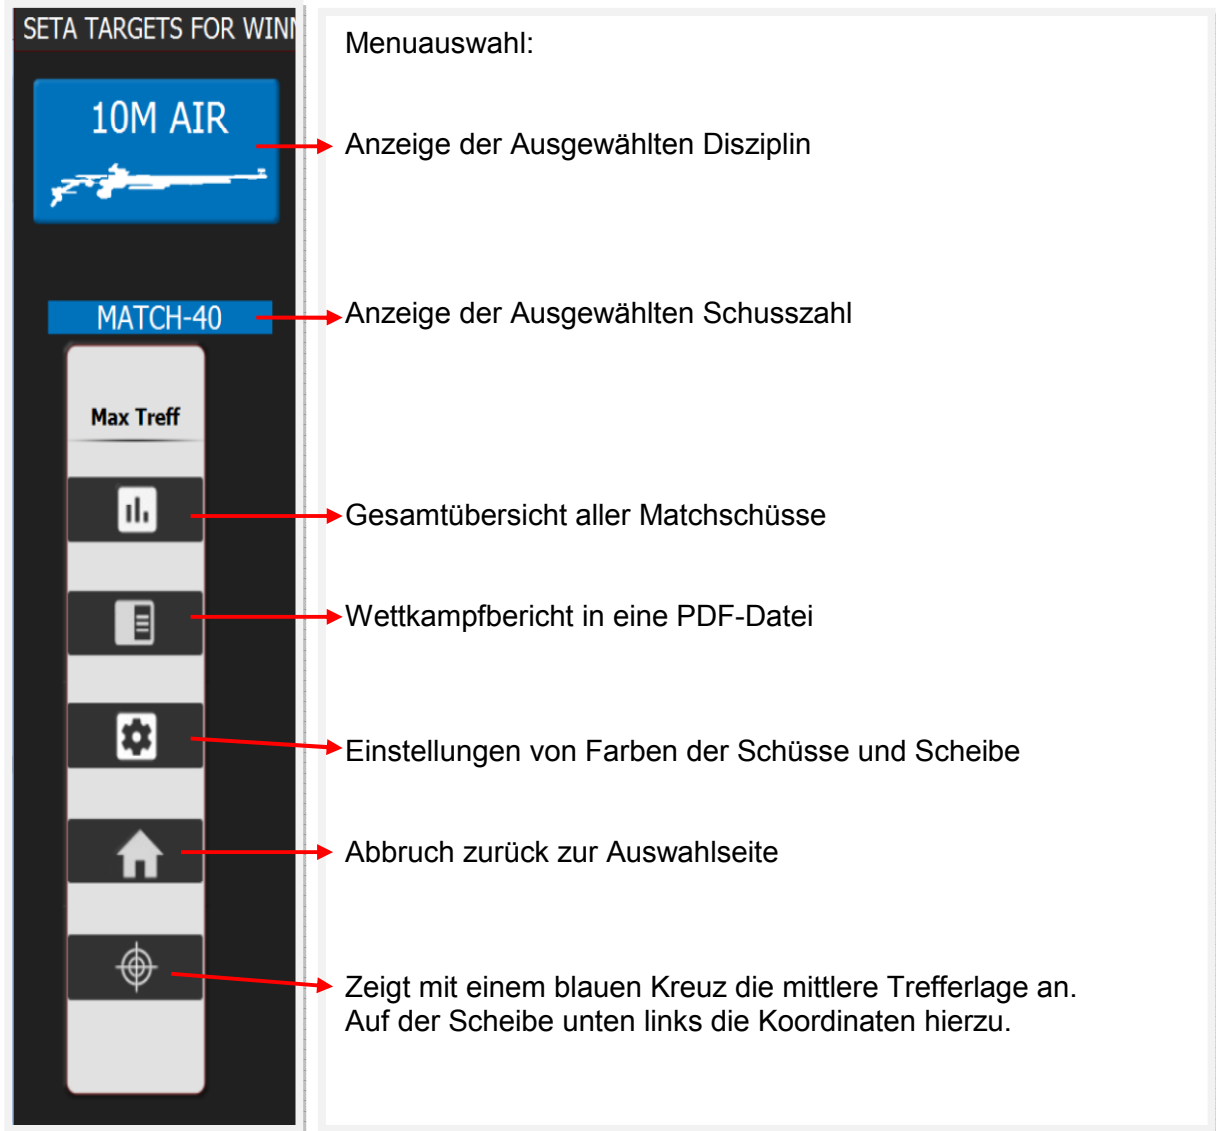 SETA TARGETS FOR WINN
Menuauswahl:
10M AIR
Anzeige der Ausgewählten Disziplin
MATCH-40
Anzeige der Ausgewählten Schusszahl
Max Treff
Gesamtübersicht aller Matchschüsse
Wettkampfbericht in eine PDF-Datei
Einstellungen von Farben der Schüsse und Scheibe
Abbruch zurück zur Auswahlseite
Zeigt mit einem blauen Kreuz die mittlere Trefferlage an.
Auf der Scheibe unten links die Koordinaten hierzu.